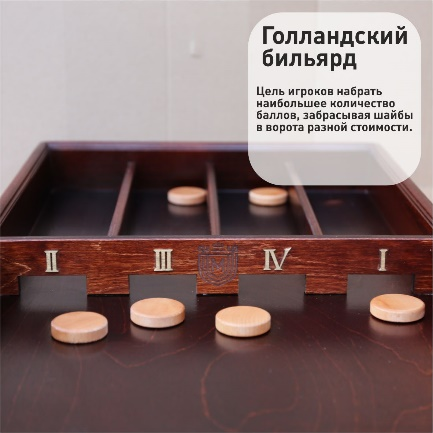 Голландский
бильярд
Цель игроков набрать
наибольшее количество
баллов, забрасывая шайбы
в ворота разной стоимости.
II III IV I